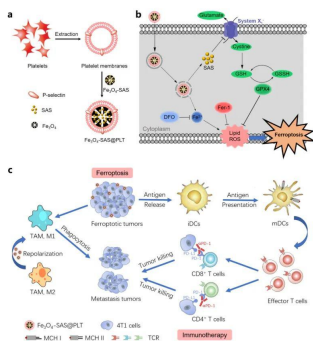 a
Extraction
Platelets
Platelet membranes
Fe₃O₄-SAS
P-selectin
SAS
Fe₃O₄
Fe₃O₄-SAS@PLT
b
Glutamate
System Xc⁻
Cystine
SAS
GSH
GSSH
GPX4
DFO
Fer-1
Cytoplasm
Lipid
ROS
Ferroptosis
c
Ferroptosis
Antigen
Release
Antigen
Presentation
Ferroptotic tumors
iDCs
mDCs
TAM, M1
Phagocytosis
Repolarization
TAM, M2
Metastasis tumors
Tumor killing
Tumor killing
CD8⁺ T cells
CD4⁺ T cells
Effector T cells
Immunotherapy
Fe₃O₄-SAS@PLT
4T1 cells
MCH I
MCH II
TCR